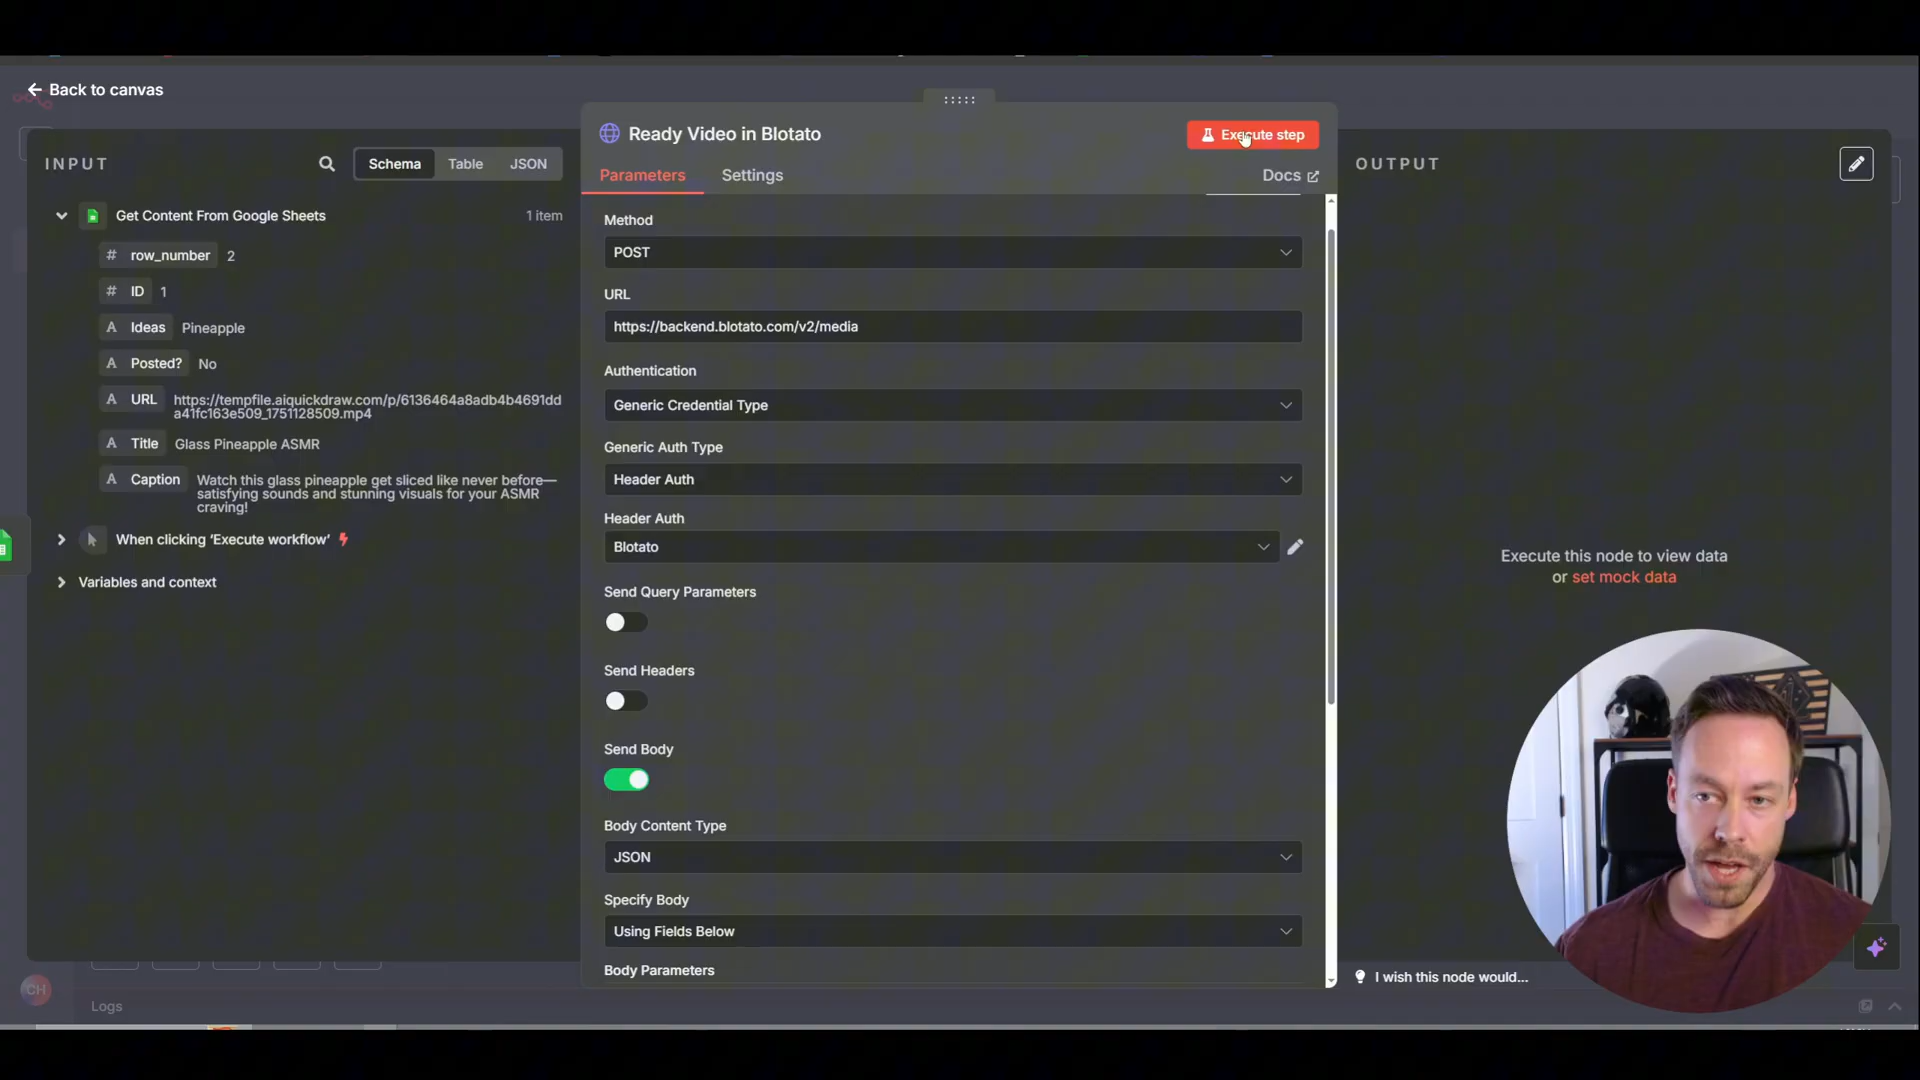 Back to canvas
INPUT
Schema
Table
JSON
Get Content From Google Sheets
1 item
# row_number 2
# ID 1
A Ideas Pineapple
A Posted? No
A URL https://tempfile.aiquickdraw.com/p/6136464a8adb4b4691dd
a41fc163e509_1751128509.mp4
A Title Glass Pineapple ASMR
A Caption Watch this glass pineapple get sliced like never before—
satisfying sounds and stunning visuals for your ASMR
craving!
When clicking ‘Execute workflow’
Variables and context
Ready Video in Blotato
Execute step
Parameters
Settings
Docs
Method
POST
URL
https://backend.blotato.com/v2/media
Authentication
Generic Credential Type
Generic Auth Type
Header Auth
Header Auth
Blotato
Send Query Parameters
Send Headers
Send Body
Body Content Type
JSON
Specify Body
Using Fields Below
Body Parameters
OUTPUT
Execute this node to view data
or set mock data
I wish this node would...
CH
Logs